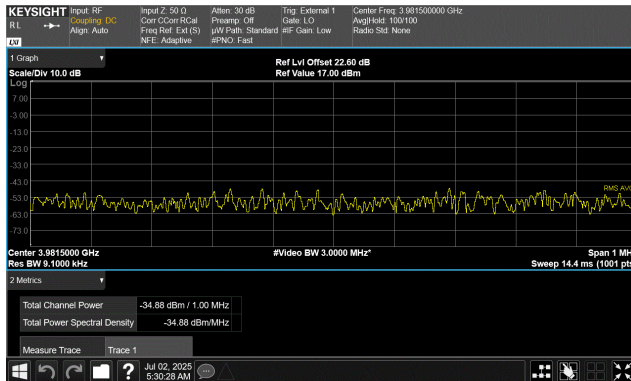 KEYSIGHT Input: RF Input Z: 50 Ω Atten: 30 dB Trig: External 1 Center Freq: 3.981500000 GHz
RL Coupling: DC Corr CCorr RCal Preamp: Off Gate: LO Avg|Hold: 100/100
Align: Auto Freq Ref: Ext (S) µW Path: Standard #IF Gain: Low Radio Std: None
LXI NFE: Adaptive #PNO: Fast
1 Graph Ref Lvl Offset 22.60 dB
Scale/Div 10.0 dB Ref Value 17.00 dBm
Log
7.00
-3.00
-13.0
-23.0
-33.0
-43.0
RMS AVG
-53.0
-63.0
-73.0
Center 3.9815000 GHz #Video BW 3.0000 MHz* Span 1 MH
Res BW 9.1000 kHz Sweep 14.4 ms (1001 pts
2 Metrics
Total Channel Power -34.88 dBm / 1.00 MHz
Total Power Spectral Density -34.88 dBm/MHz
Measure Trace Trace 1
? Jul 02, 2025
5:30:28 AM